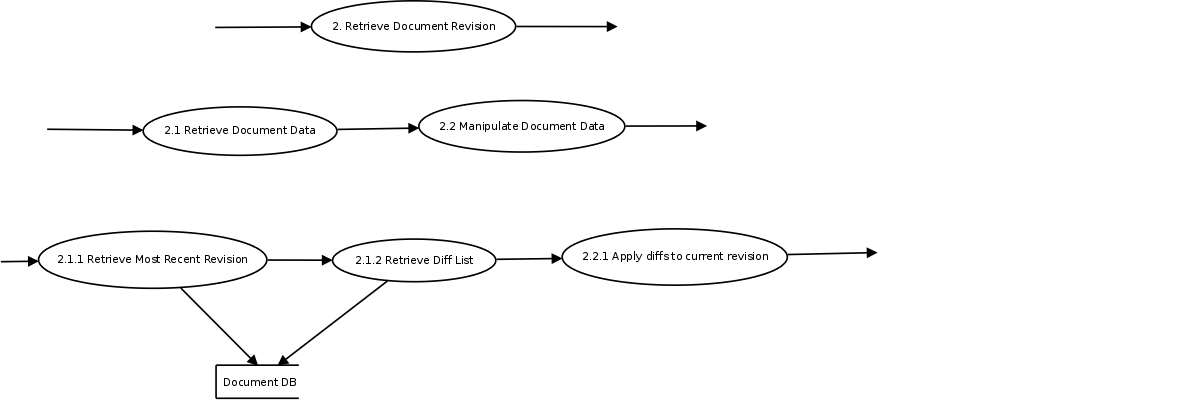 2. Retrieve Document Revision
2.1 Retrieve Document Data
2.2 Manipulate Document Data
2.1.1 Retrieve Most Recent Revision
2.1.2 Retrieve Diff List
2.2.1 Apply diffs to current revision
Document DB